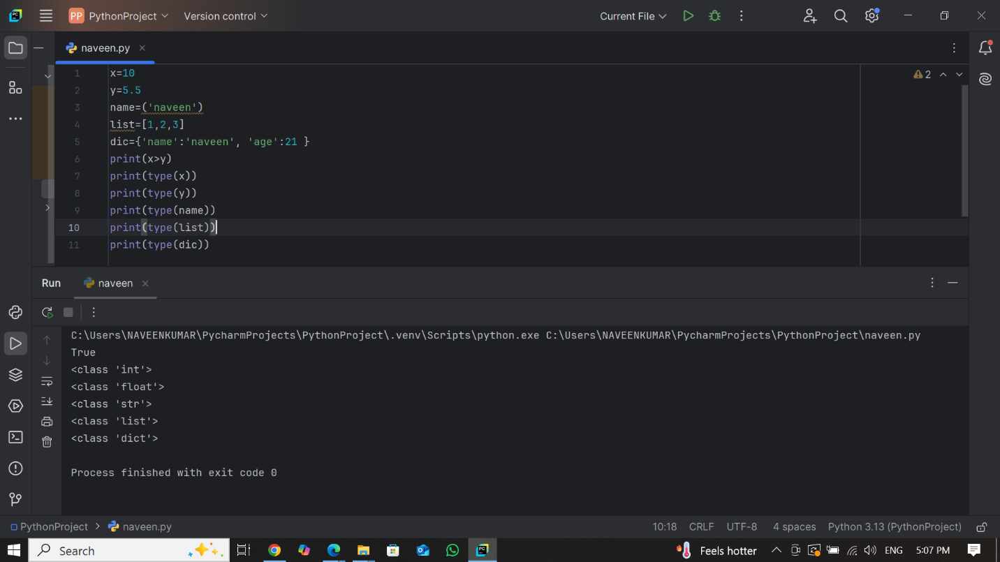 PP PythonProject Version control Current File
naveen.py
1 x=10
2 y=5.5
3 name=('naveen')
4 list=[1,2,3]
5 dic={'name':'naveen', 'age':21 }
6 print(x>y)
7 print(type(x))
8 print(type(y))
9 print(type(name))
10 print(type(list))
11 print(type(dic))
2
Run naveen
C:\Users\NAVEENKUMAR\PycharmProjects\PythonProject\.venv\Scripts\python.exe C:\Users\NAVEENKUMAR\PycharmProjects\PythonProject\naveen.py
True
<class 'int'>
<class 'float'>
<class 'str'>
<class 'list'>
<class 'dict'>
Process finished with exit code 0
PythonProject > naveen.py 10:18 CRLF UTF-8 4 spaces Python 3.13 (PythonProject)
Search Feels hotter ENG 5:07 PM